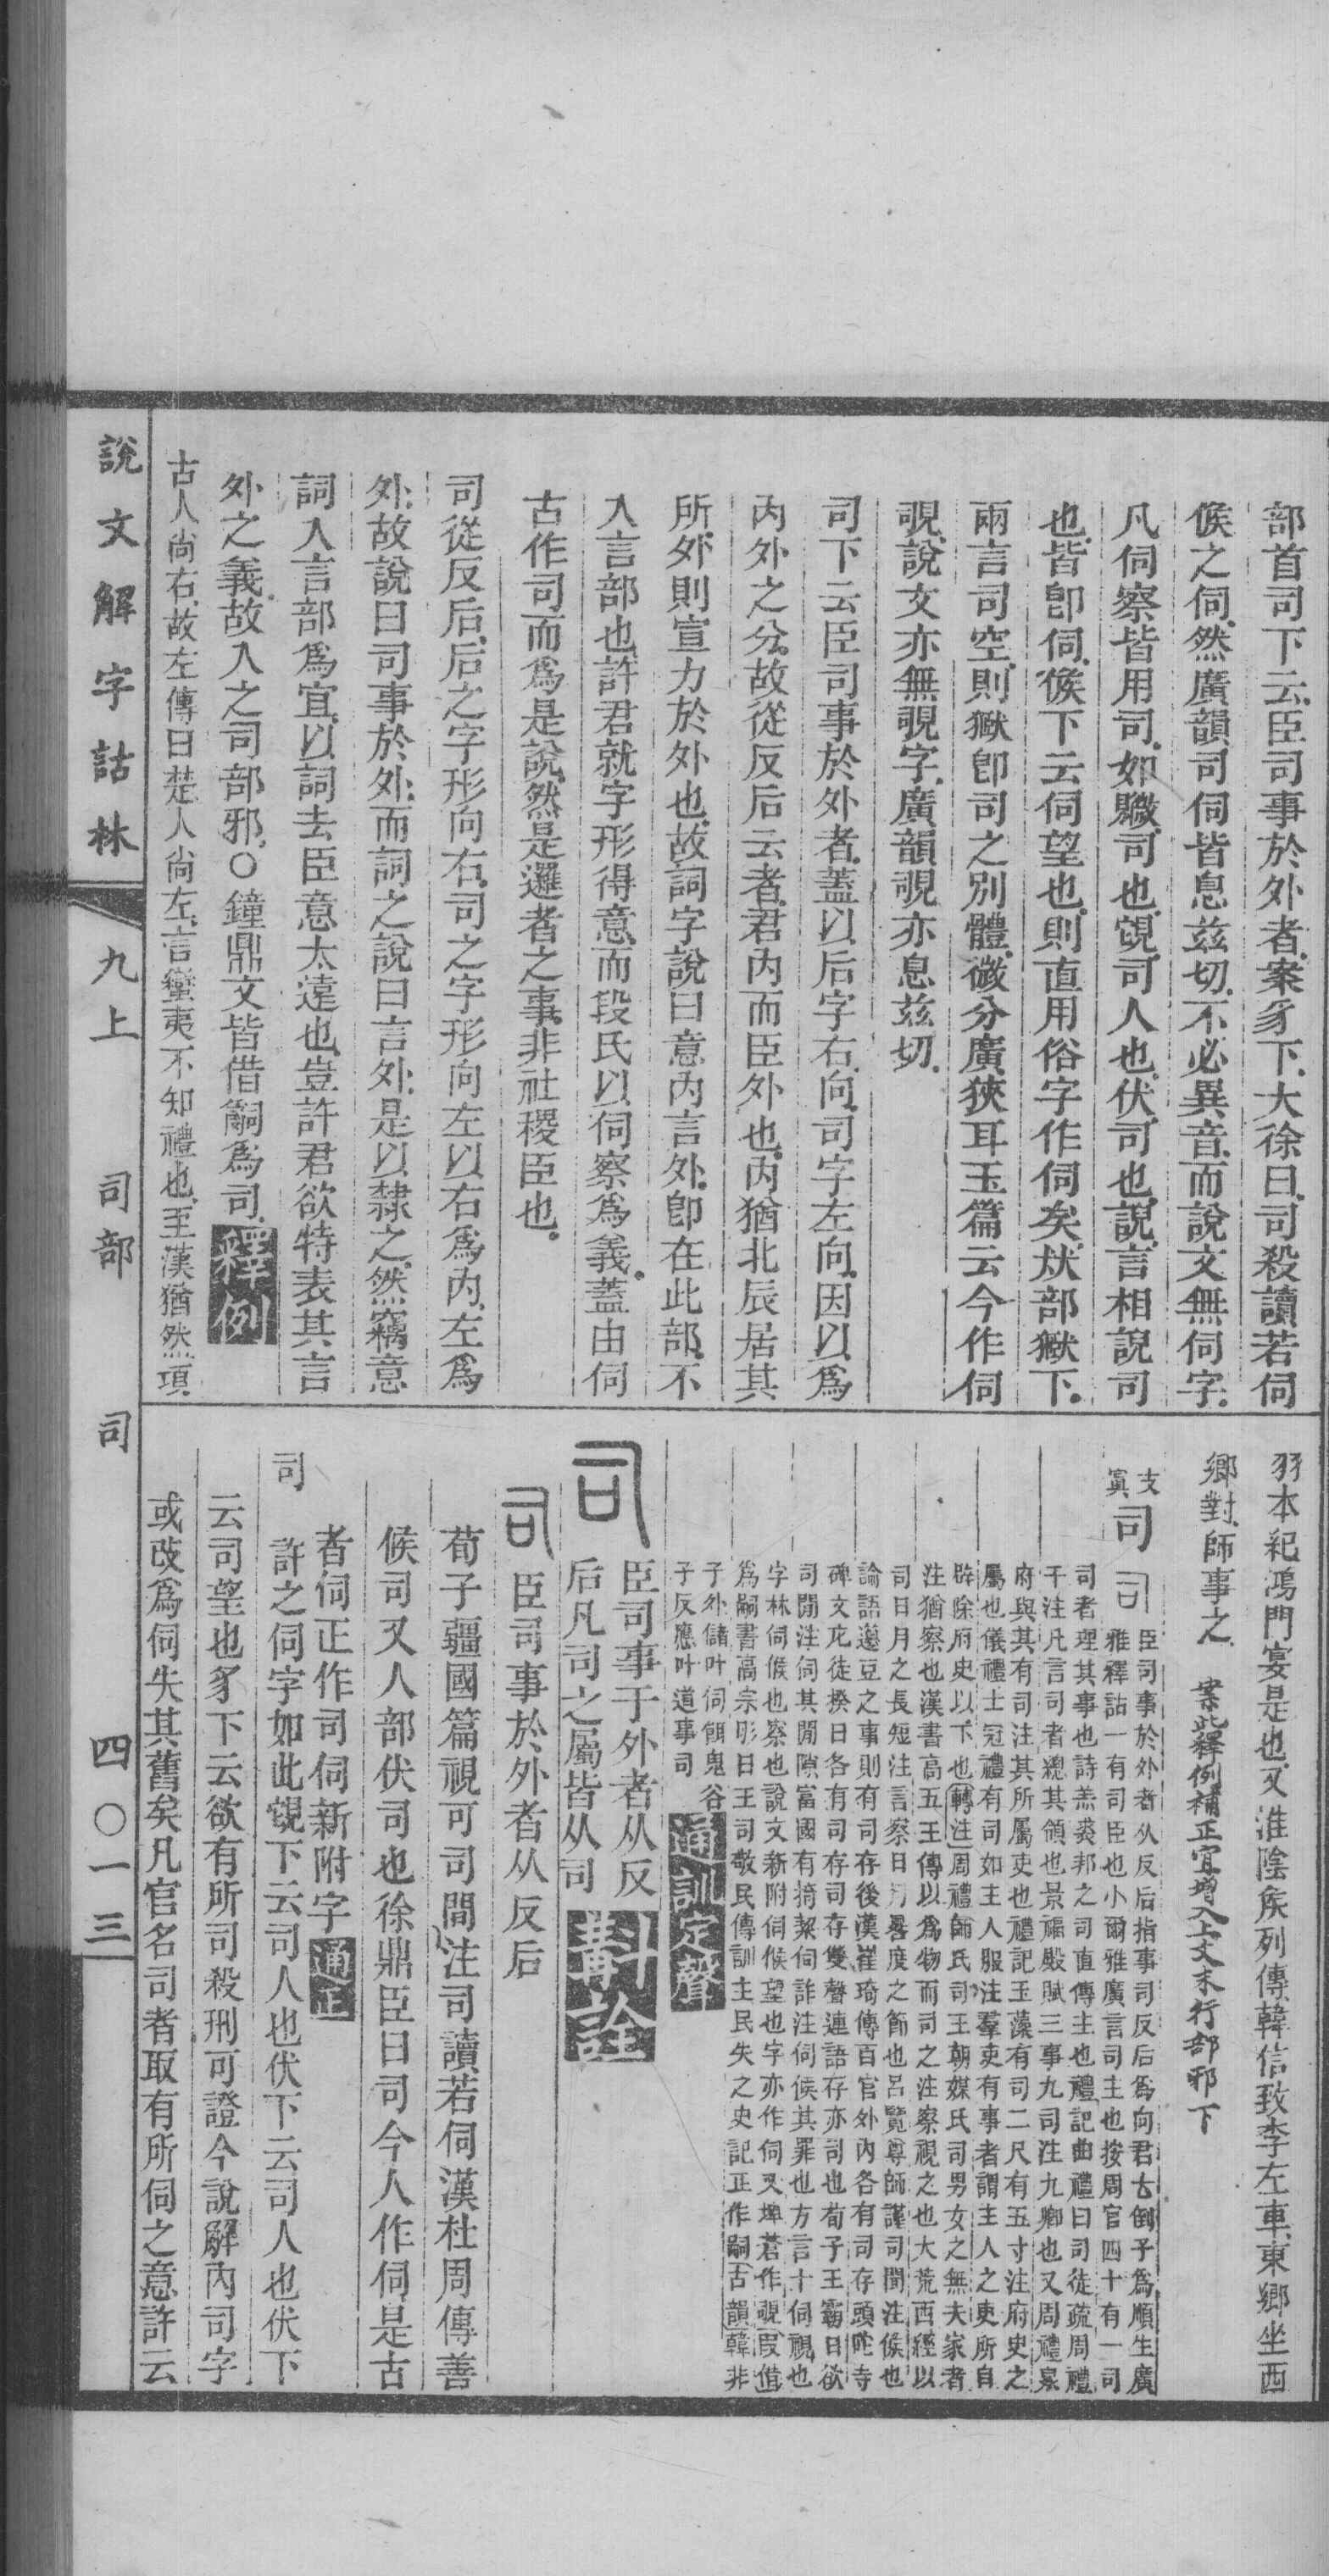 部首司下云臣司事於外者案豸下大徐曰司殺讀若伺
候之伺然廣韻司伺皆息茲切不必異音而說文無伺字
凡伺察皆用司如䁤司也覗司人也伏司也䛐言相䛐司
也皆卽伺候下云伺望也則直用俗字作伺矣㹜部獄下
兩言司空則獄卽司之別體微分廣狹耳玉篇云今作伺
覗說文亦無覗字廣韻覗亦息茲切
司下云臣司事於外者蓋以后字右向司字左向因以爲
內外之分故從反后云者君內而臣外也內猶北辰居其
所外則宣力於外也故詞字說曰意內言外卽在此部不
入言部也許君就字形得意而段氏以伺察爲義蓋由伺
古作司而爲是說然是邏者之事非社稷臣也
司從反后后之字形向右司之字形向左以右爲內左爲
外故說曰司事於外而詞之說曰言外是以隸之然竊意
詞入言部爲宜以詞去臣意太遠也豈許君欲特表其言
外之義故入之司部邪〇鐘鼎文皆借嗣爲司釋例
古人尚右故左傳曰楚人尚左言蠻夷不知禮也至漢猶然項
羽本紀鴻門宴是也又淮陰矦列傳韓信致李左車東鄉坐西
鄉對師事之 案此釋例補正宜增入上文末行部邪下
支
司 司 臣司事於外者从反后指事司反后爲向君右倒子爲順生廣
雅釋詁一有司臣也小爾雅廣言司主也按周官四十有一司
司者理其事也詩羔裘邦之司直傳主也禮記曲禮曰司徒疏周禮
干注凡言司者總其領也景福殿賦三事九司注九卿也又周禮泉
府與其有司注其所屬吏也禮記玉藻有司二尺有五寸注府史之
屬也儀禮士冠禮有司如主人服注羣吏有事者謂主人之吏所自
辟除府史以下也轉注周禮師氏司王朝媒氏司男女之無夫家者
注猶察也漢書高五王傳以爲物而司之注察視之也大荒西經以
司日月之長短注言察日月晷度之節也呂覽尊師謹司聞注候也
論語籩豆之事則有司存後漢崔琦傳百官外內各有司存頭陀寺
碑文庀徒揆日各有司存司存雙聲連語存亦司也荀子王霸日欲
司閒注伺其閒隙富國有掎絜伺詐注伺候其罪也方言十伺視也
字林伺候也察也說文新附伺候望也字亦作伺又埤蒼作覗叚借
爲嗣書高宗肜日王司敬民傳訓主民失之史記正作嗣古韻韓非
子外儲叶伺餌鬼谷
子反應叶道事司 通訓定聲
司 臣司事于外者从反
后凡司之屬皆从司 斠詮
司 臣司事於外者从反后
荀子疆國篇視可司間注司讀若伺漢杜周傳善
候司又人部伏司也徐鼎臣曰司今人作伺是古
者伺正作司伺新附字通正
司 許之伺字如此覗下云司人也伏下云司人也伏下
云司望也豸下云欲有所司殺刑可證今說解內司字
或改爲伺失其舊矣凡官名司者取有所伺之意許云
說文解字詁林 九上 司部 司 四〇一三